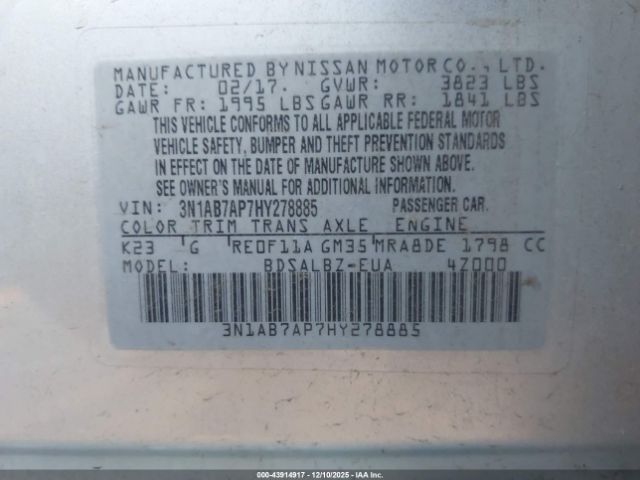 MANUFACTURED BY NISSAN MOTOR CO., LTD.
DATE: 02/17. GVWR: 3823 LBS
GAWR FR: 1995 LBS GAWR RR: 1841 LBS
THIS VEHICLE CONFORMS TO ALL APPLICABLE FEDERAL MOTOR
VEHICLE SAFETY, BUMPER AND THEFT PREVENTION STANDARDS
IN EFFECT ON THE DATE OF MANUFACTURE SHOWN ABOVE.
SEE OWNER'S MANUAL FOR ADDITIONAL INFORMATION.
VIN: 3N1AB7AP7HY278885 PASSENGER CAR.
COLOR TRIM TRANS AXLE ENGINE
K23 G RE0F11A GM35 MRA8DE 1798 CC
MODEL: BDSALBZ-EUA 4Z000
3N1AB7AP7HY278885
000-43914917 - 12/10/2025 - IAAI.com